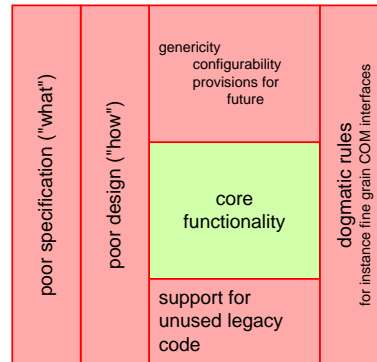 poor specification ("what")
poor design ("how")
genericity
configurability
provisions for
future
core
functionality
support for
unused legacy
code
dogmatic rules
for instance fine grain COM interfaces